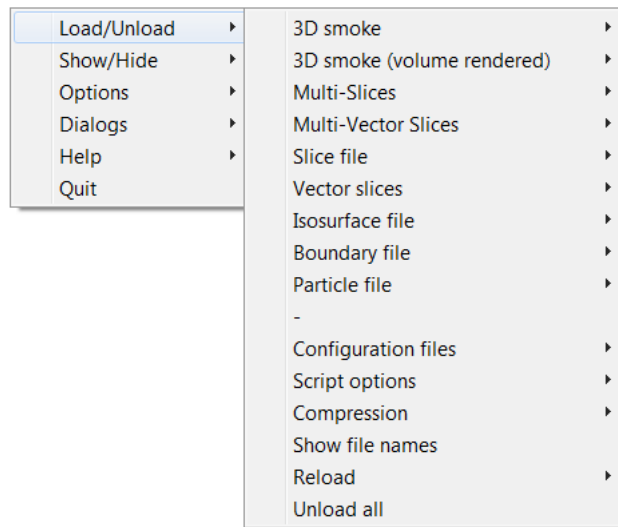 Load/Unload
Show/Hide
Options
Dialogs
Help
Quit
3D smoke
3D smoke (volume rendered)
Multi-Slices
Multi-Vector Slices
Slice file
Vector slices
Isosurface file
Boundary file
Particle file
-
Configuration files
Script options
Compression
Show file names
Reload
Unload all